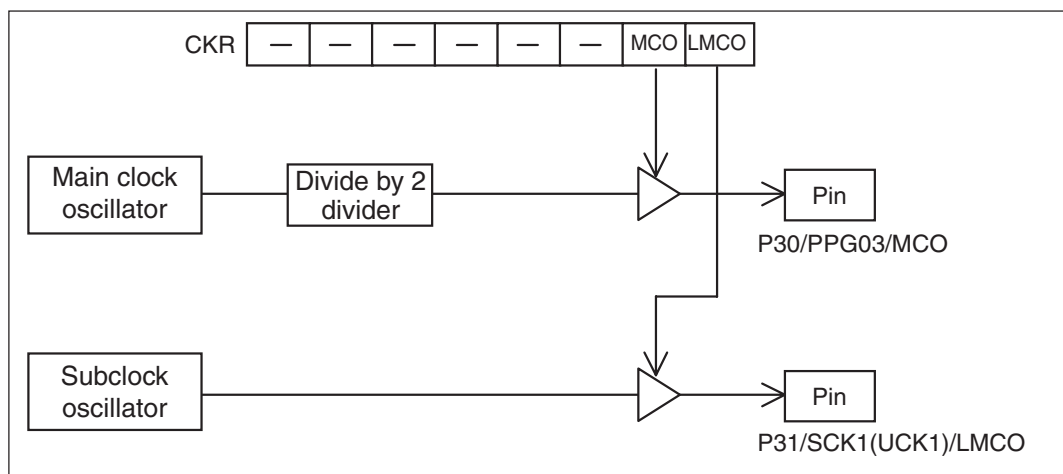 CKR — — — — — — MCO LMCO
Main clock
oscillator
Divide by 2
divider
Pin
P30/PPG03/MCO
Subclock
oscillator
Pin
P31/SCK1(UCK1)/LMCO